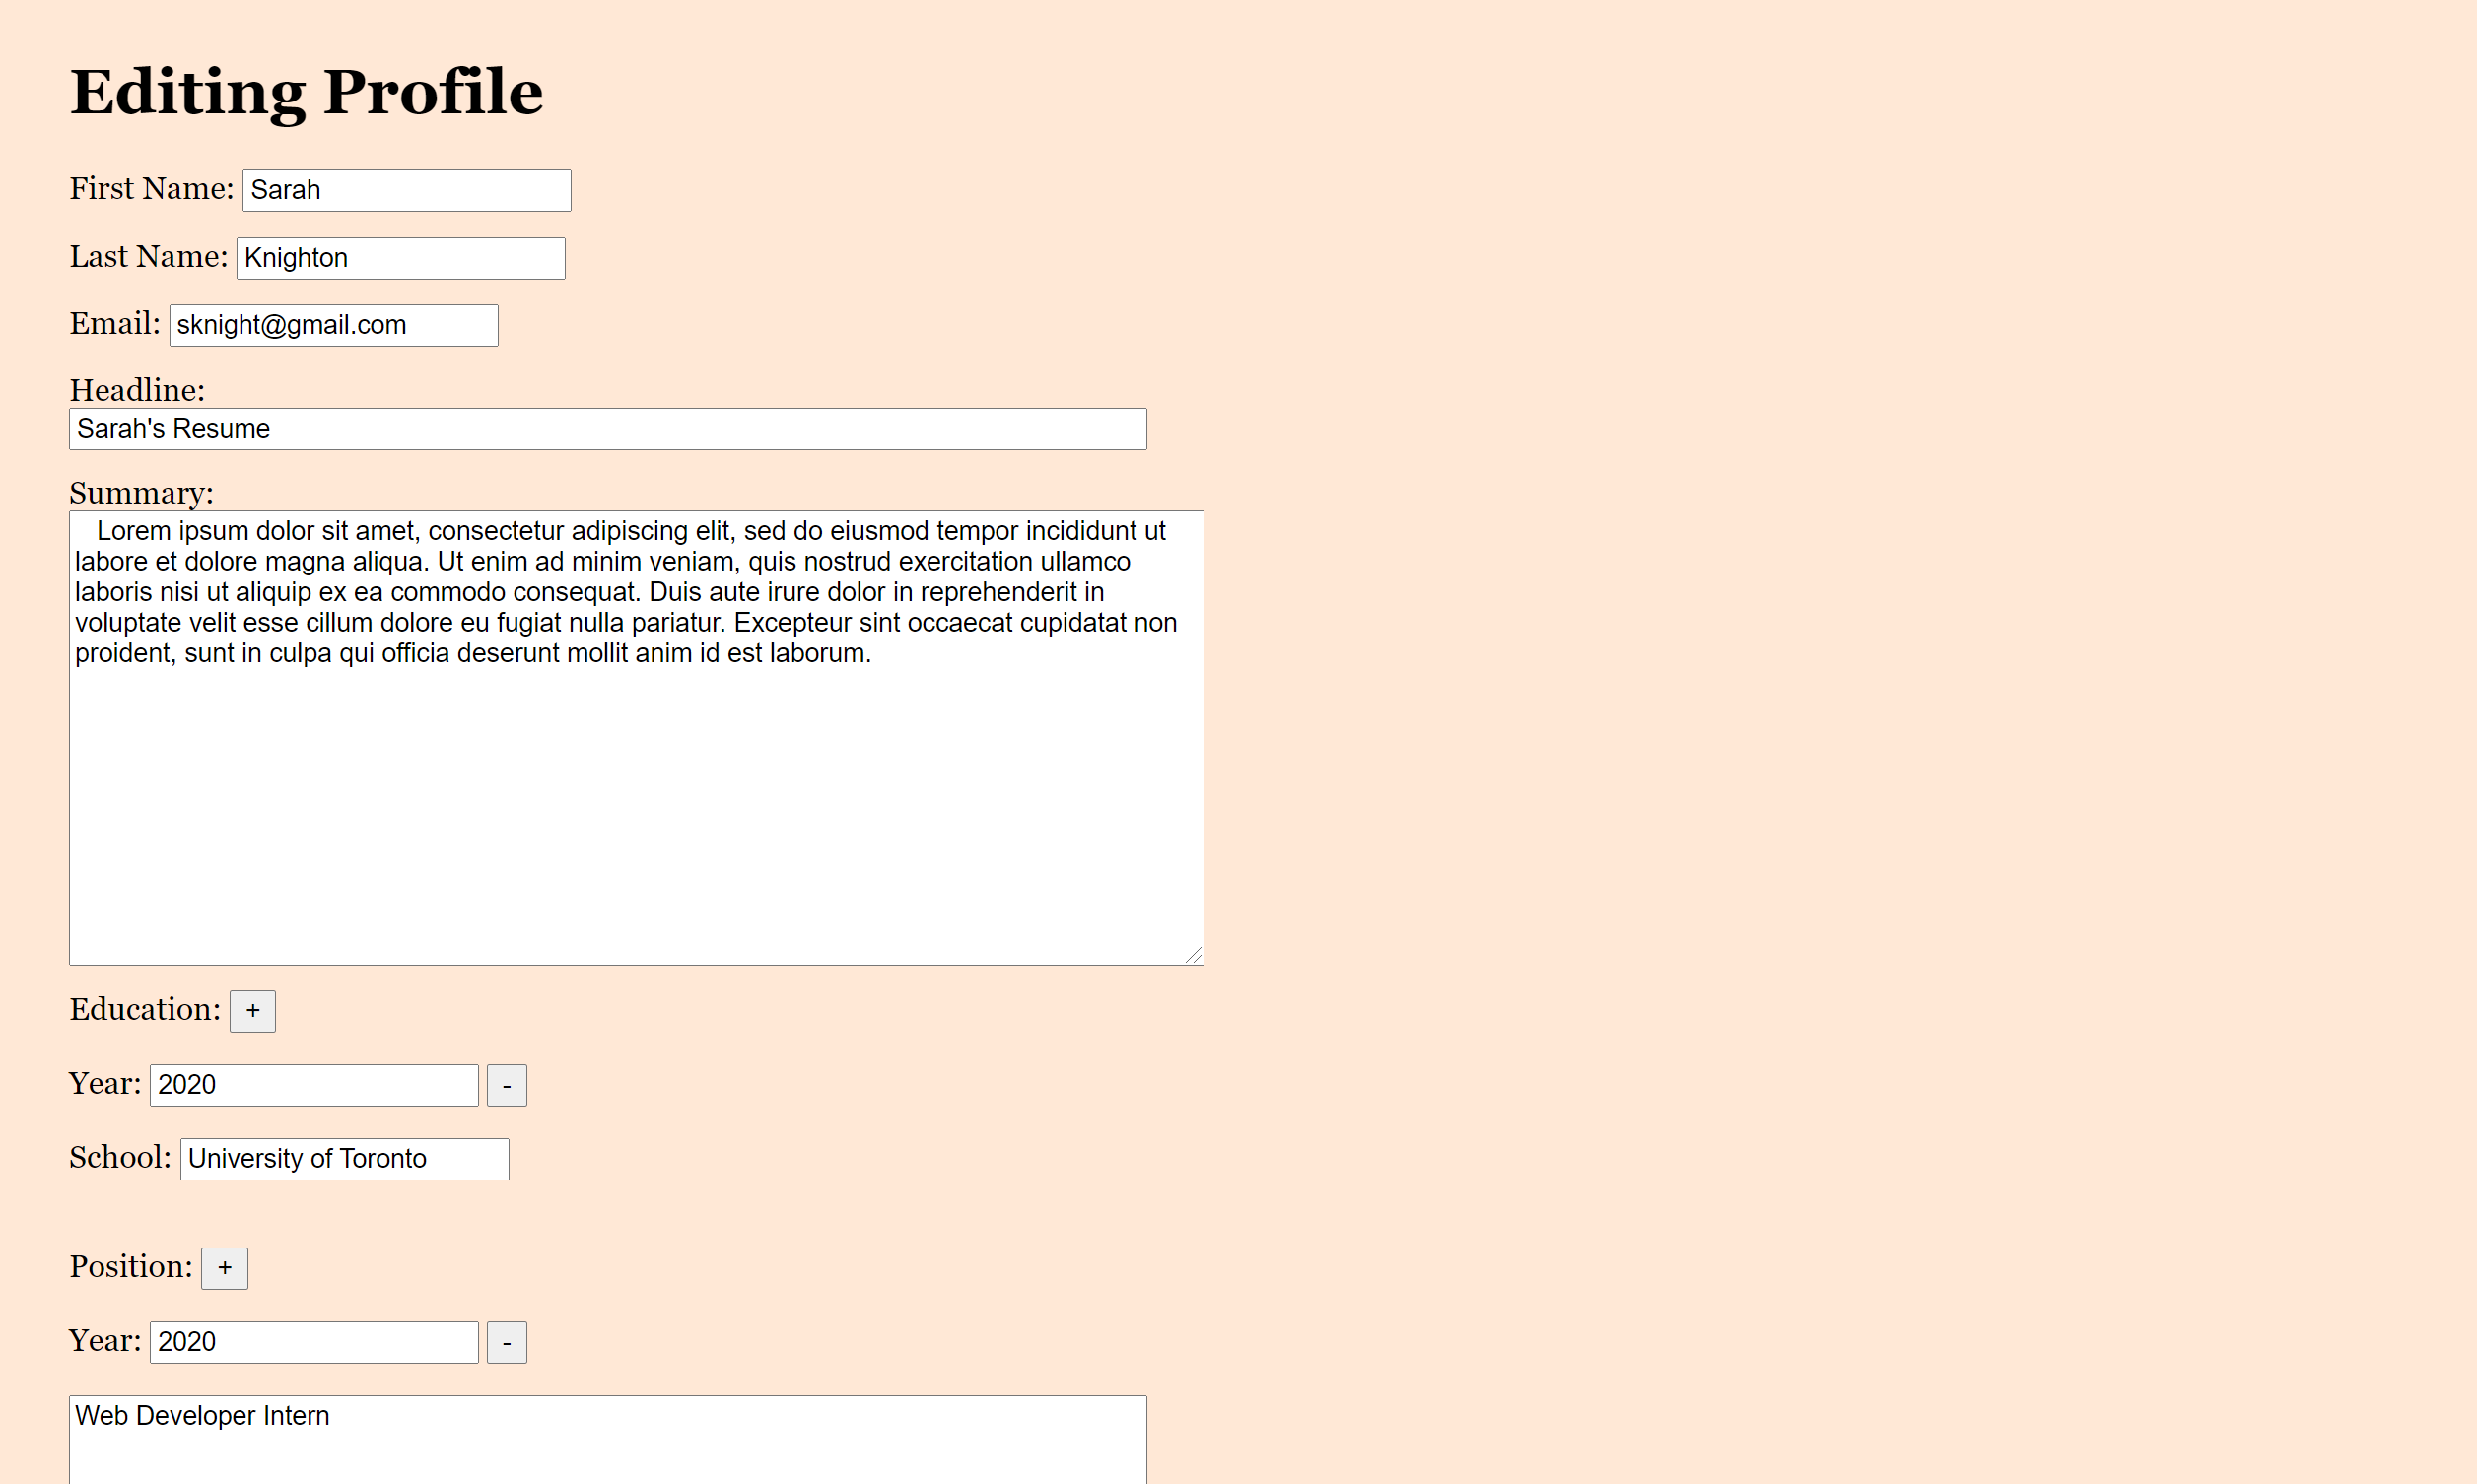 Editing Profile
First Name: Sarah
Last Name: Knighton
Email: sknight@gmail.com
Headline:
Sarah's Resume
Summary:
Lorem ipsum dolor sit amet, consectetur adipiscing elit, sed do eiusmod tempor incididunt ut
labore et dolore magna aliqua. Ut enim ad minim veniam, quis nostrud exercitation ullamco
laboris nisi ut aliquip ex ea commodo consequat. Duis aute irure dolor in reprehenderit in
voluptate velit esse cillum dolore eu fugiat nulla pariatur. Excepteur sint occaecat cupidatat non
proident, sunt in culpa qui officia deserunt mollit anim id est laborum.
Education: +
Year: 2020 -
School: University of Toronto
Position: +
Year: 2020 -
Web Developer Intern